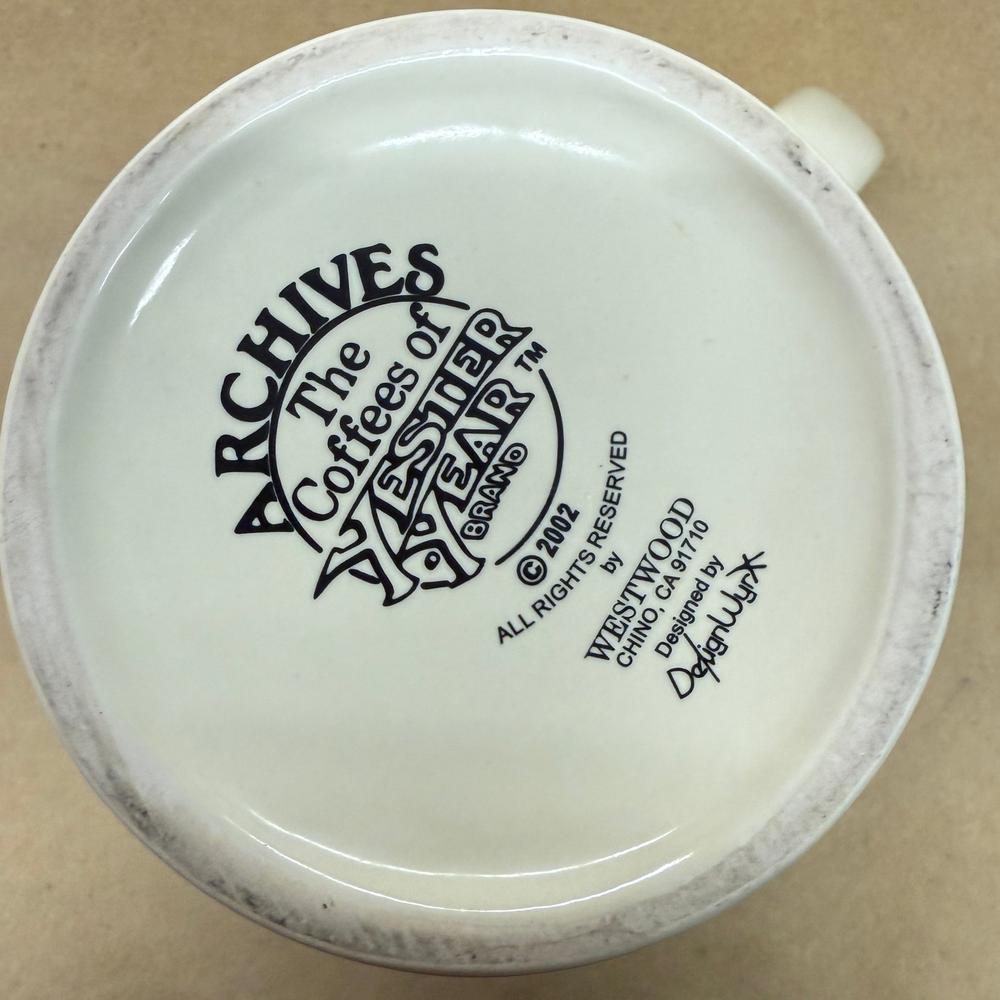 ARCHIVES
The
Coffees of
YESTER
YEAR ™
BRAND
© 2002
ALL RIGHTS RESERVED
by
WESTWOOD
CHINO, CA 91710
Designed by
DesignWyrX